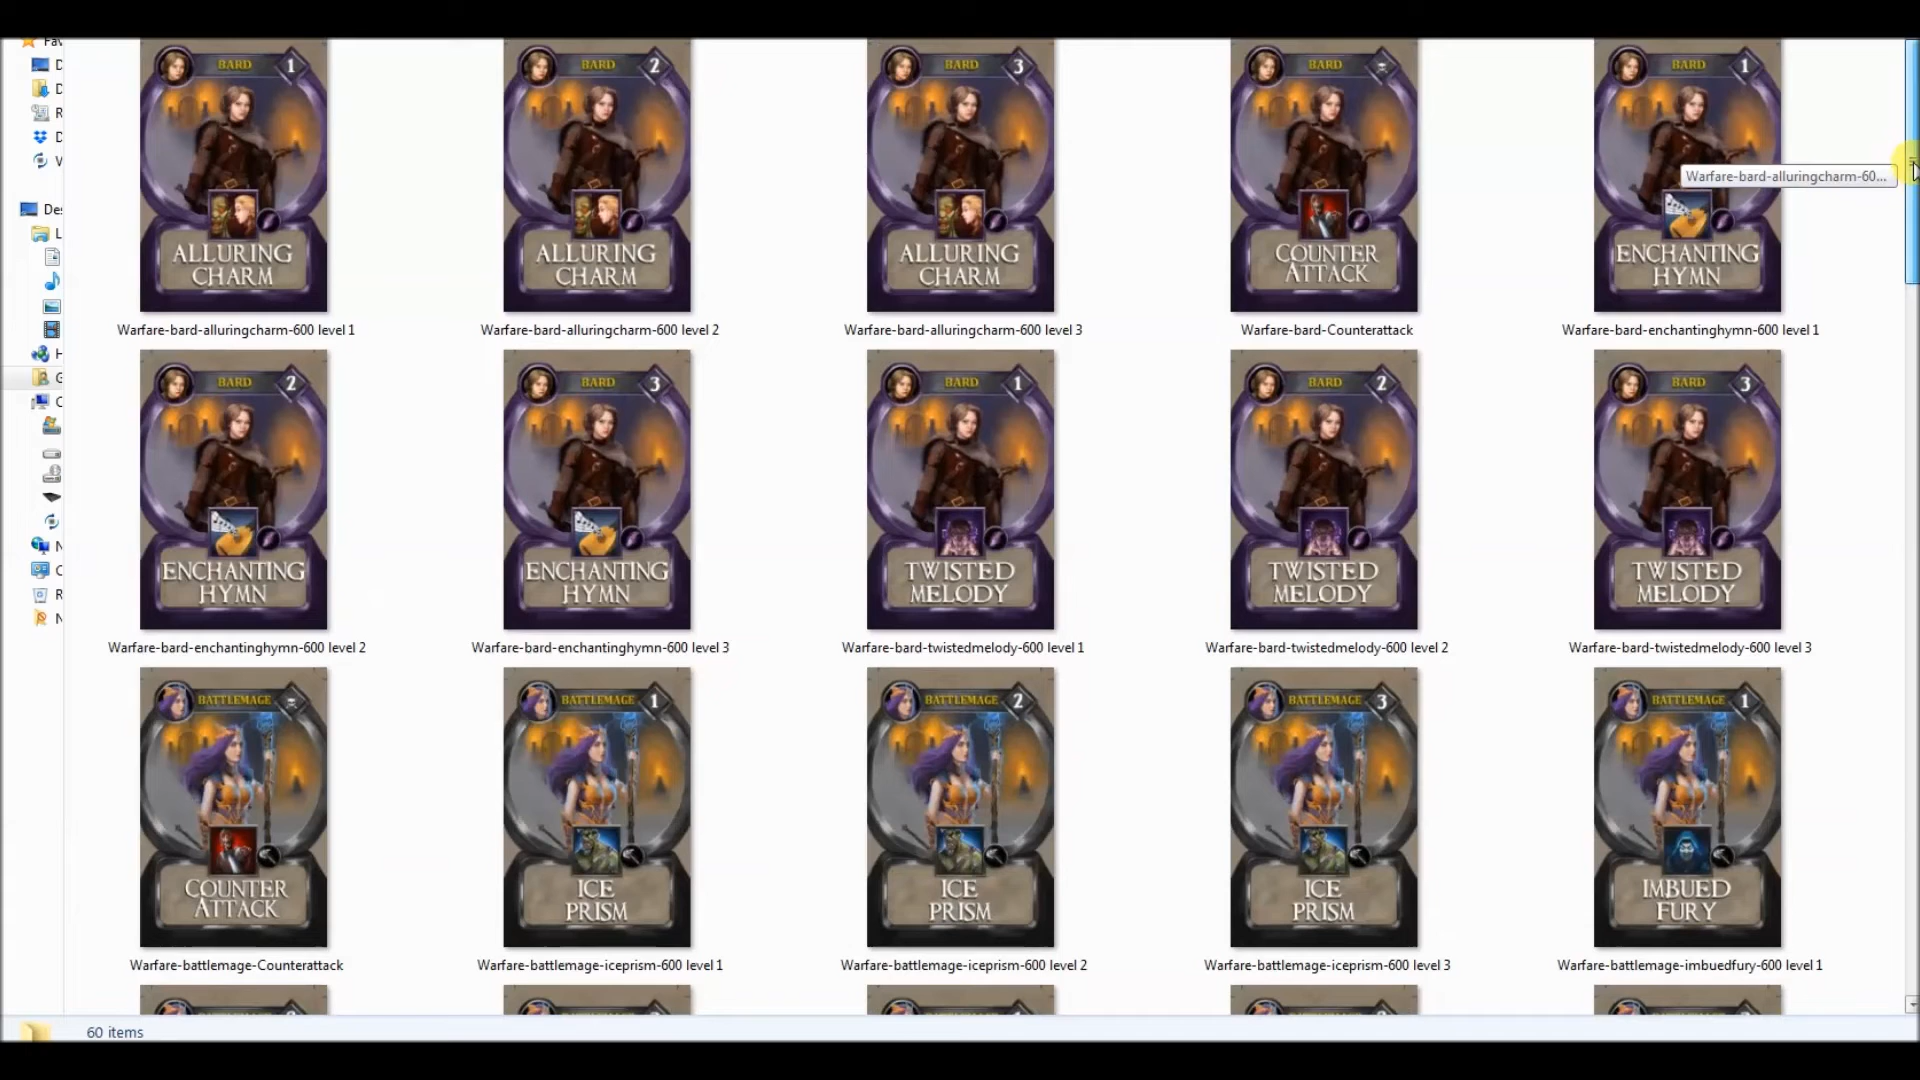 Fav
BARD 1
BARD 2
BARD 3
BARD
BARD 1
D
D
R
D
V
Warfare-bard-alluringcharm-60...
Des
L
ALLURING
CHARM
ALLURING
CHARM
ALLURING
CHARM
COUNTER
ATTACK
ENCHANTING
HYMN
Warfare-bard-alluringcharm-600 level 1
Warfare-bard-alluringcharm-600 level 2
Warfare-bard-alluringcharm-600 level 3
Warfare-bard-Counterattack
Warfare-bard-enchantinghymn-600 level 1
H
G
C
BARD 2
BARD 3
BARD 1
BARD 2
BARD 3
N
C
R
N
ENCHANTING
HYMN
ENCHANTING
HYMN
TWISTED
MELODY
TWISTED
MELODY
TWISTED
MELODY
Warfare-bard-enchantinghymn-600 level 2
Warfare-bard-enchantinghymn-600 level 3
Warfare-bard-twistedmelody-600 level 1
Warfare-bard-twistedmelody-600 level 2
Warfare-bard-twistedmelody-600 level 3
BATTLEMAGE
BATTLEMAGE 1
BATTLEMAGE 2
BATTLEMAGE 3
BATTLEMAGE 1
COUNTER
ATTACK
ICE
PRISM
ICE
PRISM
ICE
PRISM
IMBUED
FURY
Warfare-battlemage-Counterattack
Warfare-battlemage-iceprism-600 level 1
Warfare-battlemage-iceprism-600 level 2
Warfare-battlemage-iceprism-600 level 3
Warfare-battlemage-imbuedfury-600 level 1
60 items